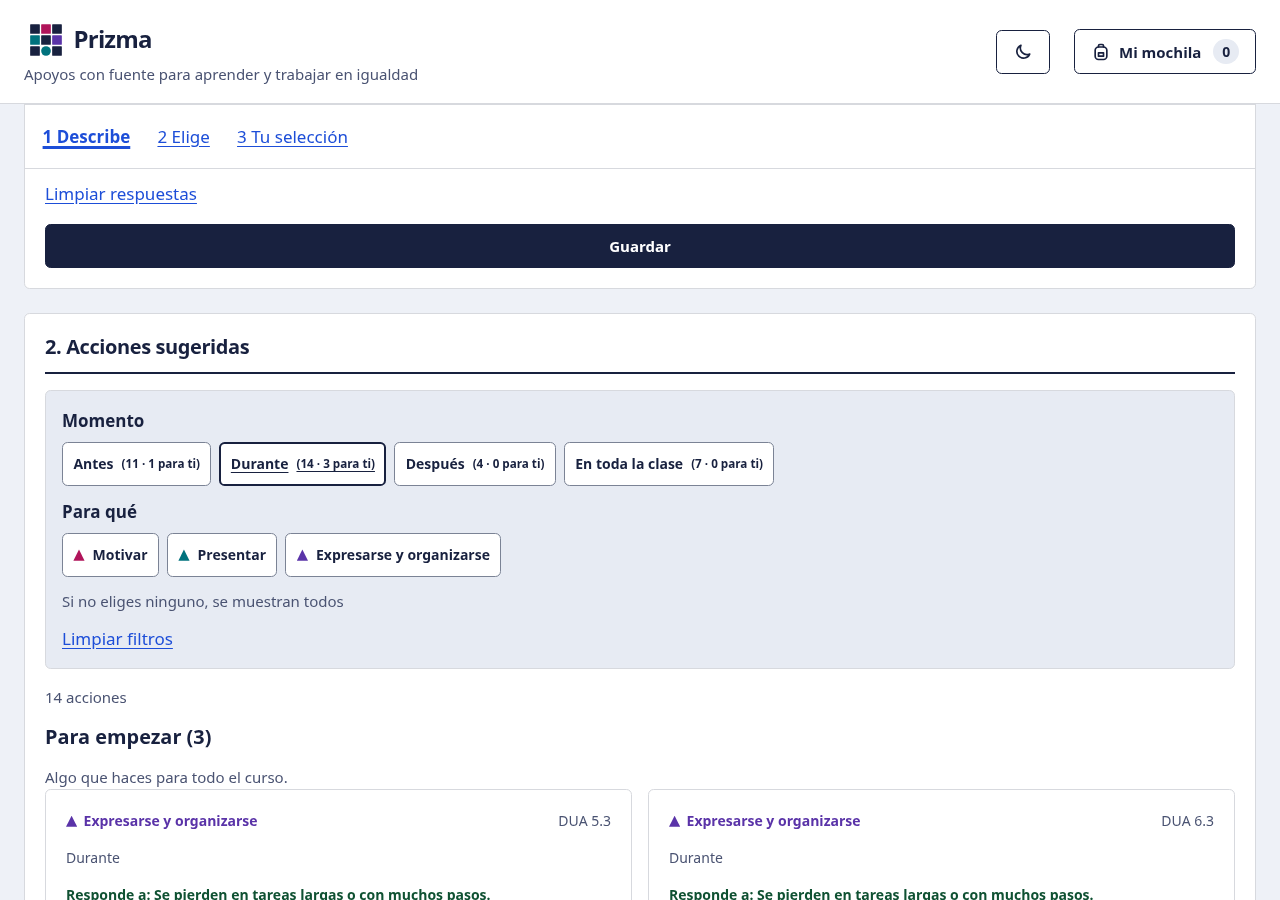 Prizma
Apoyos con fuente para aprender y trabajar en igualdad
Mi mochila 0
1 Describe 2 Elige 3 Tu selección
Limpiar respuestas
Guardar
2. Acciones sugeridas
Momento
Antes (11 · 1 para ti) Durante (14 · 3 para ti) Después (4 · 0 para ti) En toda la clase (7 · 0 para ti)
Para qué
Motivar Presentar Expresarse y organizarse
Si no eliges ninguno, se muestran todos
Limpiar filtros
14 acciones
Para empezar (3)
Algo que haces para todo el curso.
Expresarse y organizarse DUA 5.3
Durante
Responde a: Se pierden en tareas largas o con muchos pasos.
Expresarse y organizarse DUA 6.3
Durante
Responde a: Se pierden en tareas largas o con muchos pasos.